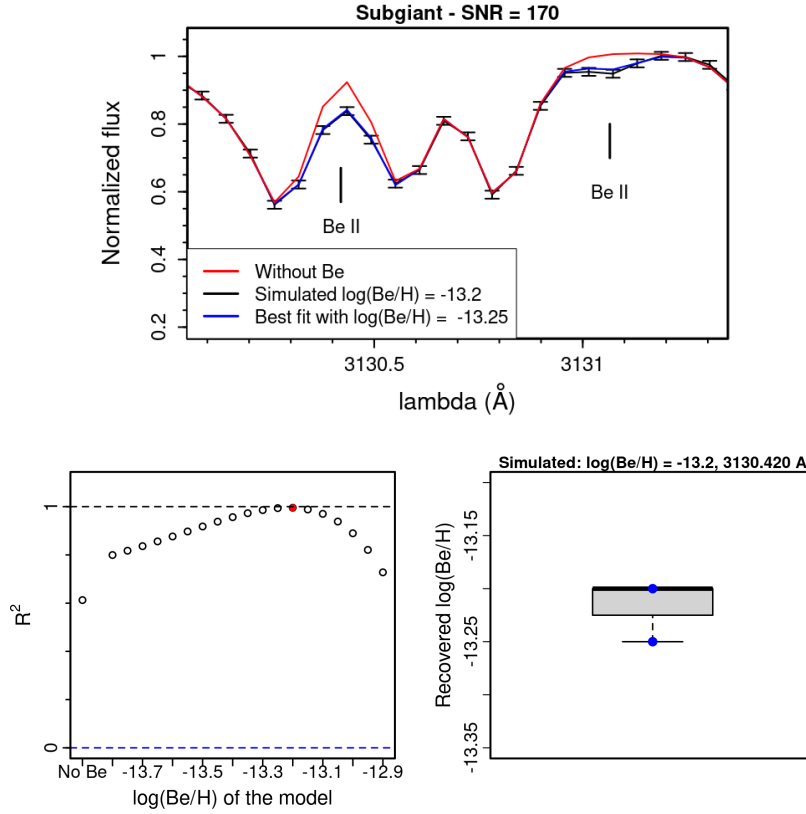 Subgiant - SNR = 170
Normalized flux
1
0.8
0.6
0.4
0.2
Be II
Be II
Without Be
Simulated log(Be/H) = -13.2
Best fit with log(Be/H) = -13.25
3130.5 3131
lambda (Å)
R²
1
0
No Be -13.7 -13.5 -13.3 -13.1 -12.9
log(Be/H) of the model
Simulated: log(Be/H) = -13.2, 3130.420 A
Recovered log(Be/H)
-13.15
-13.25
-13.35